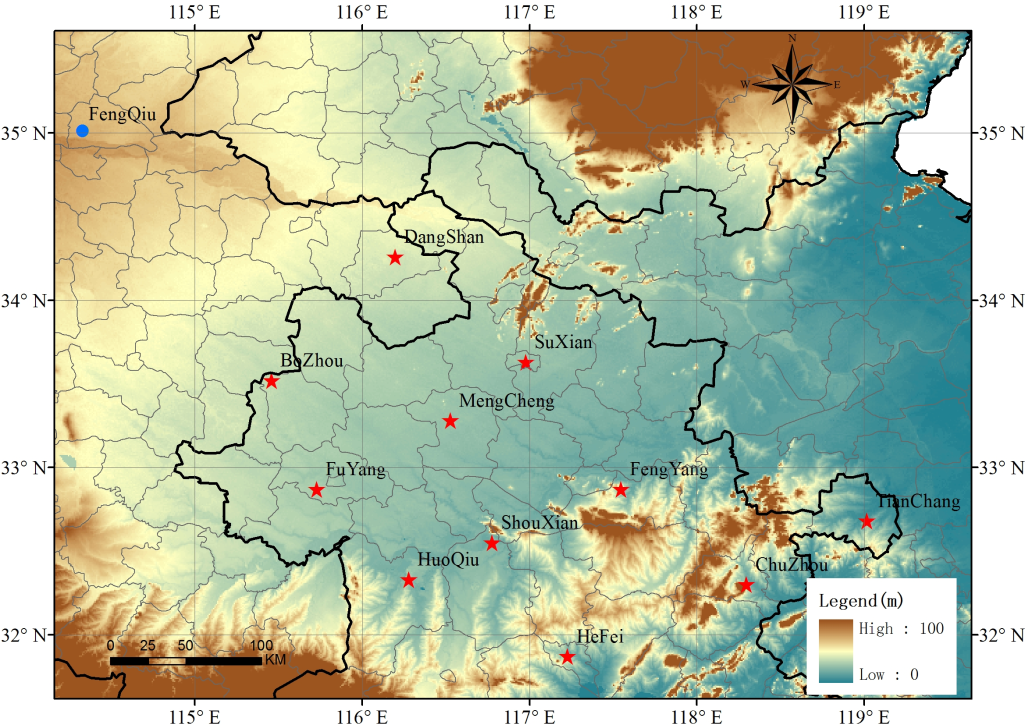 115° E 116° E 117° E 118° E 119° E
N
W E
S
FengQiu
35° N 35° N
DangShan
34° N 34° N
SuXian
BoZhou
MengCheng
33° N FuYang FengYang 33° N
TianChang
ShouXian
HuoQiu ChuZhou
Legend(m)
High : 100
Low : 0
HeFei
32° N 32° N
0 25 50 100
KM
115° E 116° E 117° E 118° E 119° E